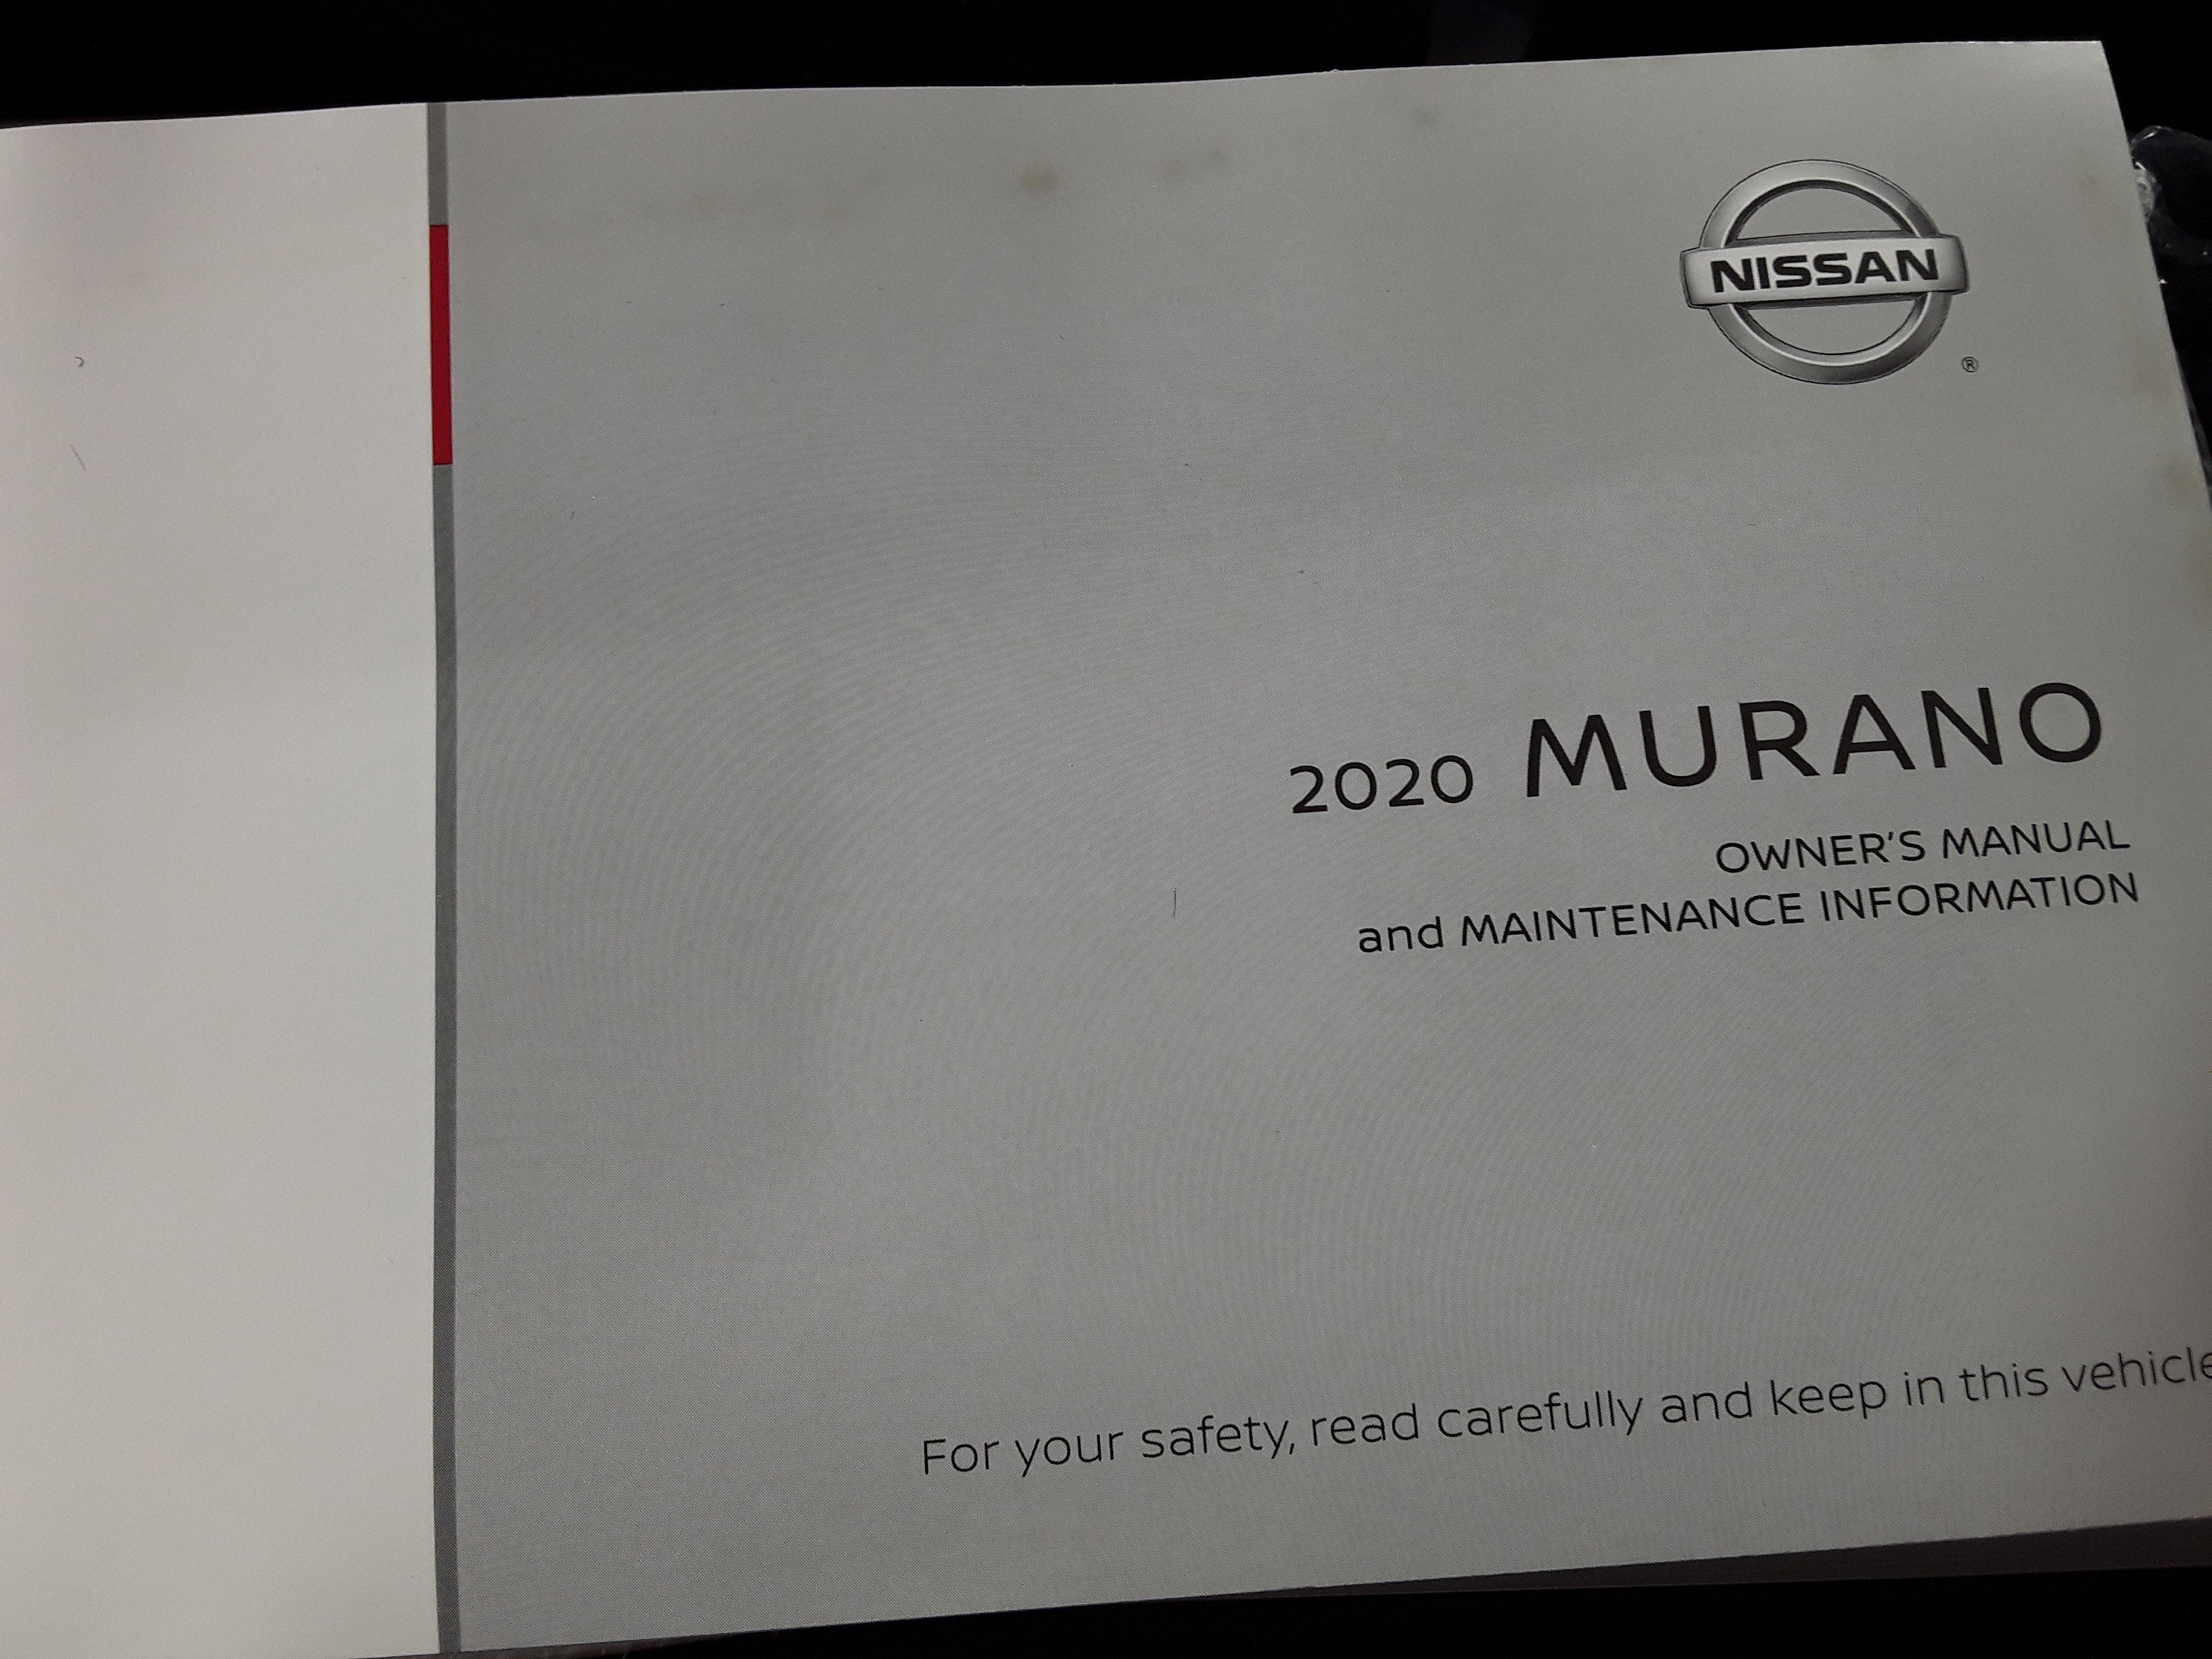 NISSAN
®
2020 MURANO
OWNER'S MANUAL
and MAINTENANCE INFORMATION
For your safety, read carefully and keep in this vehicle